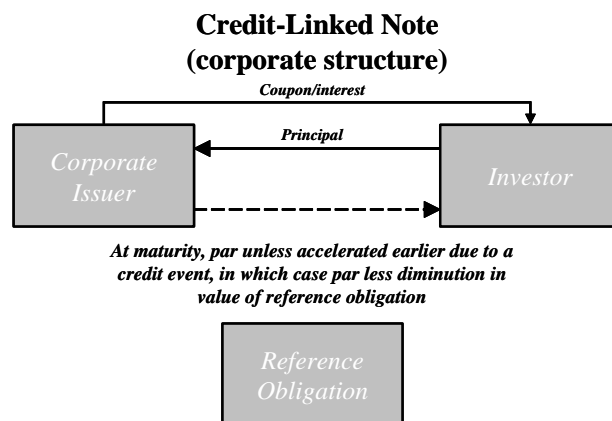 Credit-Linked Note
(corporate structure)
Coupon/interest
Principal
Corporate
Issuer
Investor
At maturity, par unless accelerated earlier due to a
credit event, in which case par less diminution in
value of reference obligation
Reference
Obligation